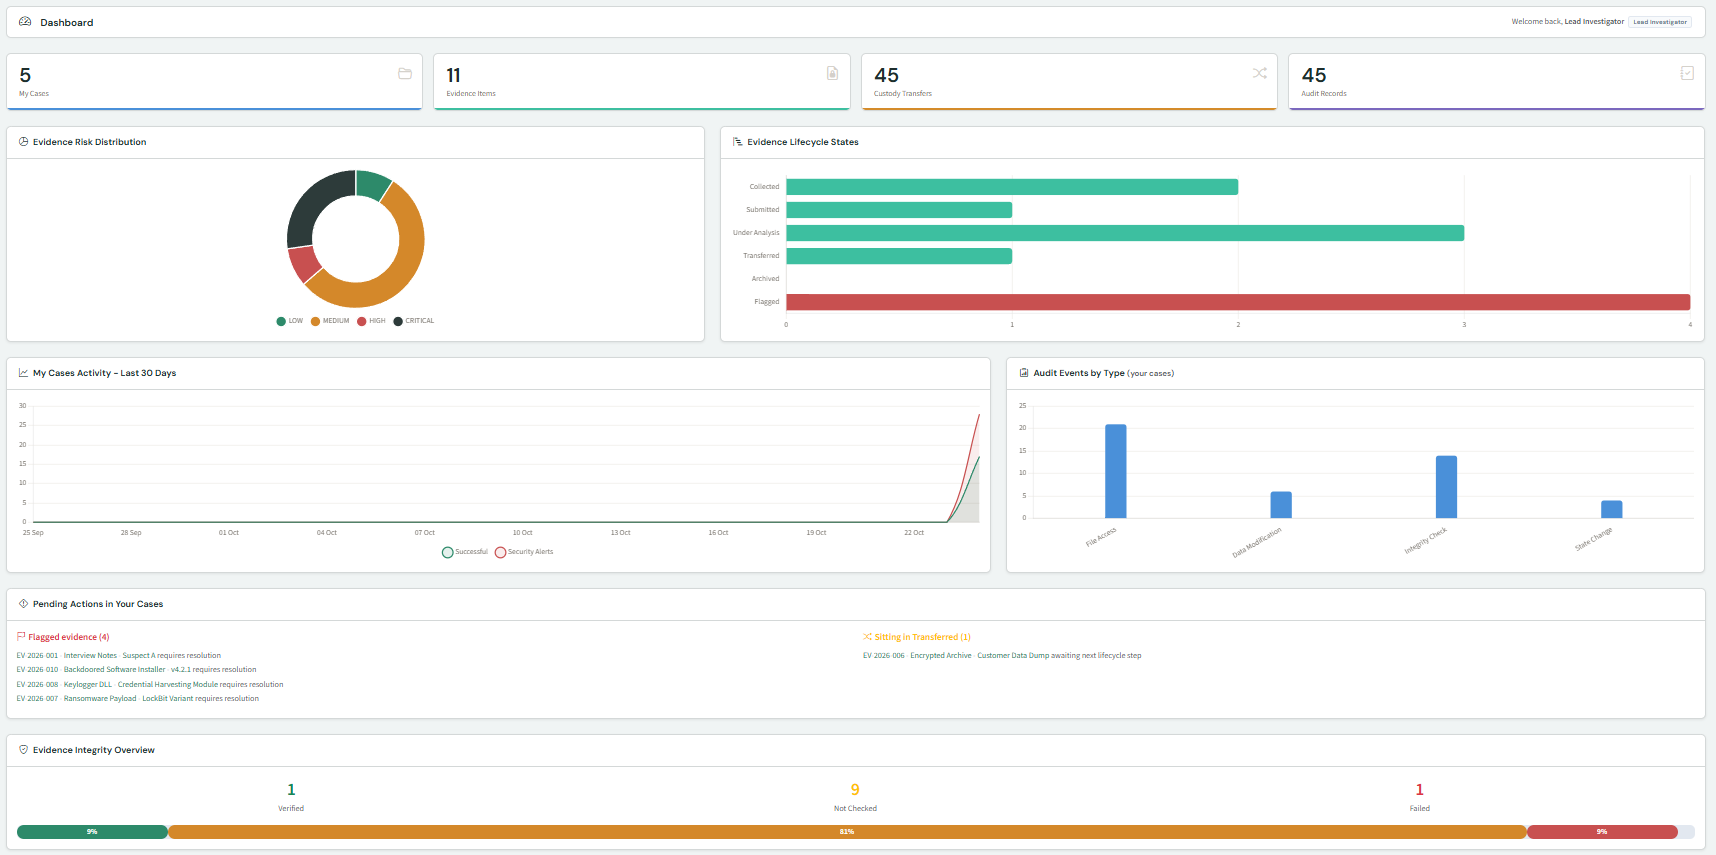 Dashboard
Welcome back, Lead Investigator Lead Investigator
5
My Cases
11
Evidence Items
45
Custody Transfers
45
Audit Records
Evidence Risk Distribution
LOW MEDIUM HIGH CRITICAL
Evidence Lifecycle States
Collected
Submitted
Under Analysis
Transferred
Archived
Flagged
0 1 2 3 4
My Cases Activity – Last 30 Days
30
25
20
15
10
5
0
25 Sep 28 Sep 01 Oct 04 Oct 07 Oct 10 Oct 13 Oct 16 Oct 19 Oct 22 Oct
Successful Security Alerts
Audit Events by Type (your cases)
25
20
15
10
5
0
File Access Data Modification Integrity Check State Change
Pending Actions in Your Cases
Flagged evidence (4)
EV-2026-001 · Interview Notes - Suspect A requires resolution
EV-2026-010 · Backdoored Software Installer - v4.2.1 requires resolution
EV-2026-008 · Keylogger DLL - Credential Harvesting Module requires resolution
EV-2026-007 · Ransomware Payload - LockBit Variant requires resolution
Sitting in Transferred (1)
EV-2026-006 · Encrypted Archive - Customer Data Dump awaiting next lifecycle step
Evidence Integrity Overview
1
Verified
9
Not Checked
1
Failed
9% 81% 9%